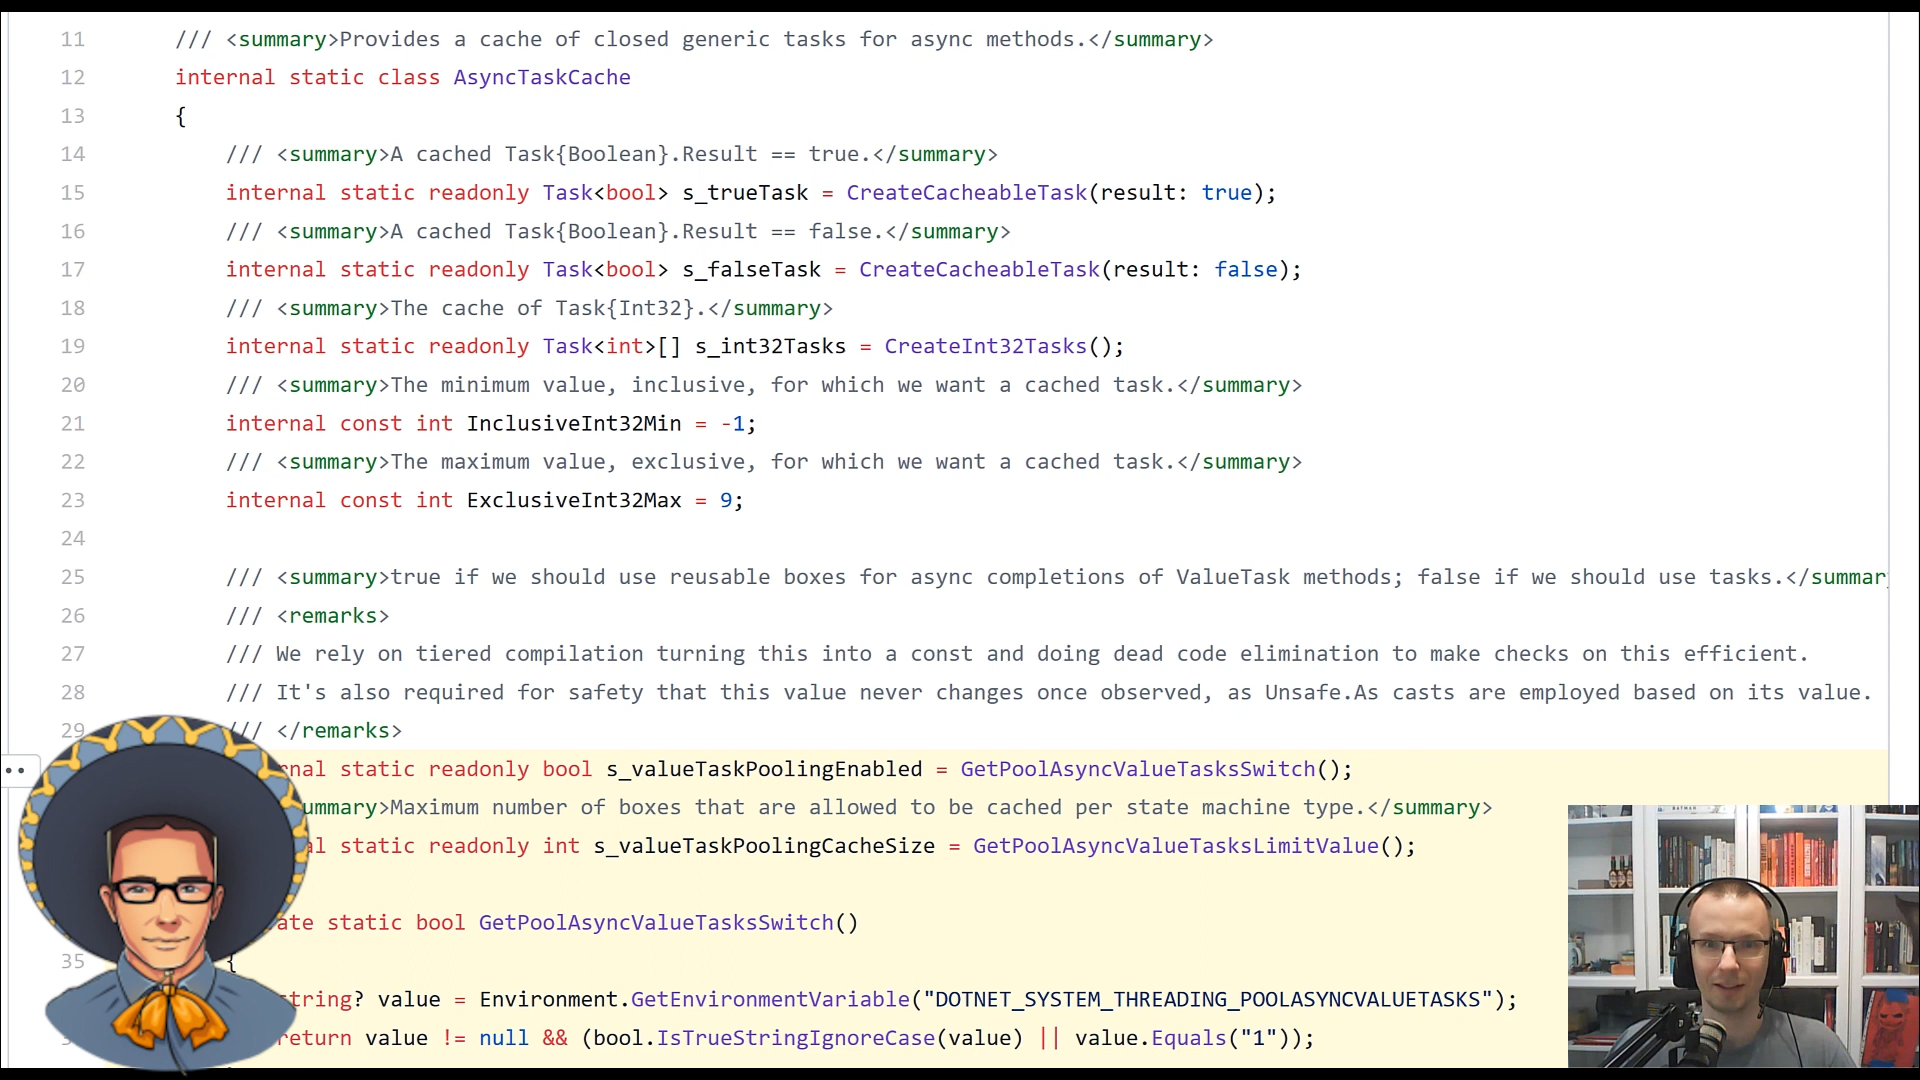 11 /// <summary>Provides a cache of closed generic tasks for async methods.</summary>
12 internal static class AsyncTaskCache
13 {
14 /// <summary>A cached Task{Boolean}.Result == true.</summary>
15 internal static readonly Task<bool> s_trueTask = CreateCacheableTask(result: true);
16 /// <summary>A cached Task{Boolean}.Result == false.</summary>
17 internal static readonly Task<bool> s_falseTask = CreateCacheableTask(result: false);
18 /// <summary>The cache of Task{Int32}.</summary>
19 internal static readonly Task<int>[] s_int32Tasks = CreateInt32Tasks();
20 /// <summary>The minimum value, inclusive, for which we want a cached task.</summary>
21 internal const int InclusiveInt32Min = -1;
22 /// <summary>The maximum value, exclusive, for which we want a cached task.</summary>
23 internal const int ExclusiveInt32Max = 9;
24
25 /// <summary>true if we should use reusable boxes for async completions of ValueTask methods; false if we should use tasks.</summar
26 /// <remarks>
27 /// We rely on tiered compilation turning this into a const and doing dead code elimination to make checks on this efficient.
28 /// It's also required for safety that this value never changes once observed, as Unsafe.As casts are employed based on its value.
29 /// </remarks>
nal static readonly bool s_valueTaskPoolingEnabled = GetPoolAsyncValueTasksSwitch();
ummary>Maximum number of boxes that are allowed to be cached per state machine type.</summary>
al static readonly int s_valueTaskPoolingCacheSize = GetPoolAsyncValueTasksLimitValue();
ate static bool GetPoolAsyncValueTasksSwitch()
35 {
string? value = Environment.GetEnvironmentVariable("DOTNET_SYSTEM_THREADING_POOLASYNCVALUETASKS");
return value != null && (bool.IsTrueStringIgnoreCase(value) || value.Equals("1"));